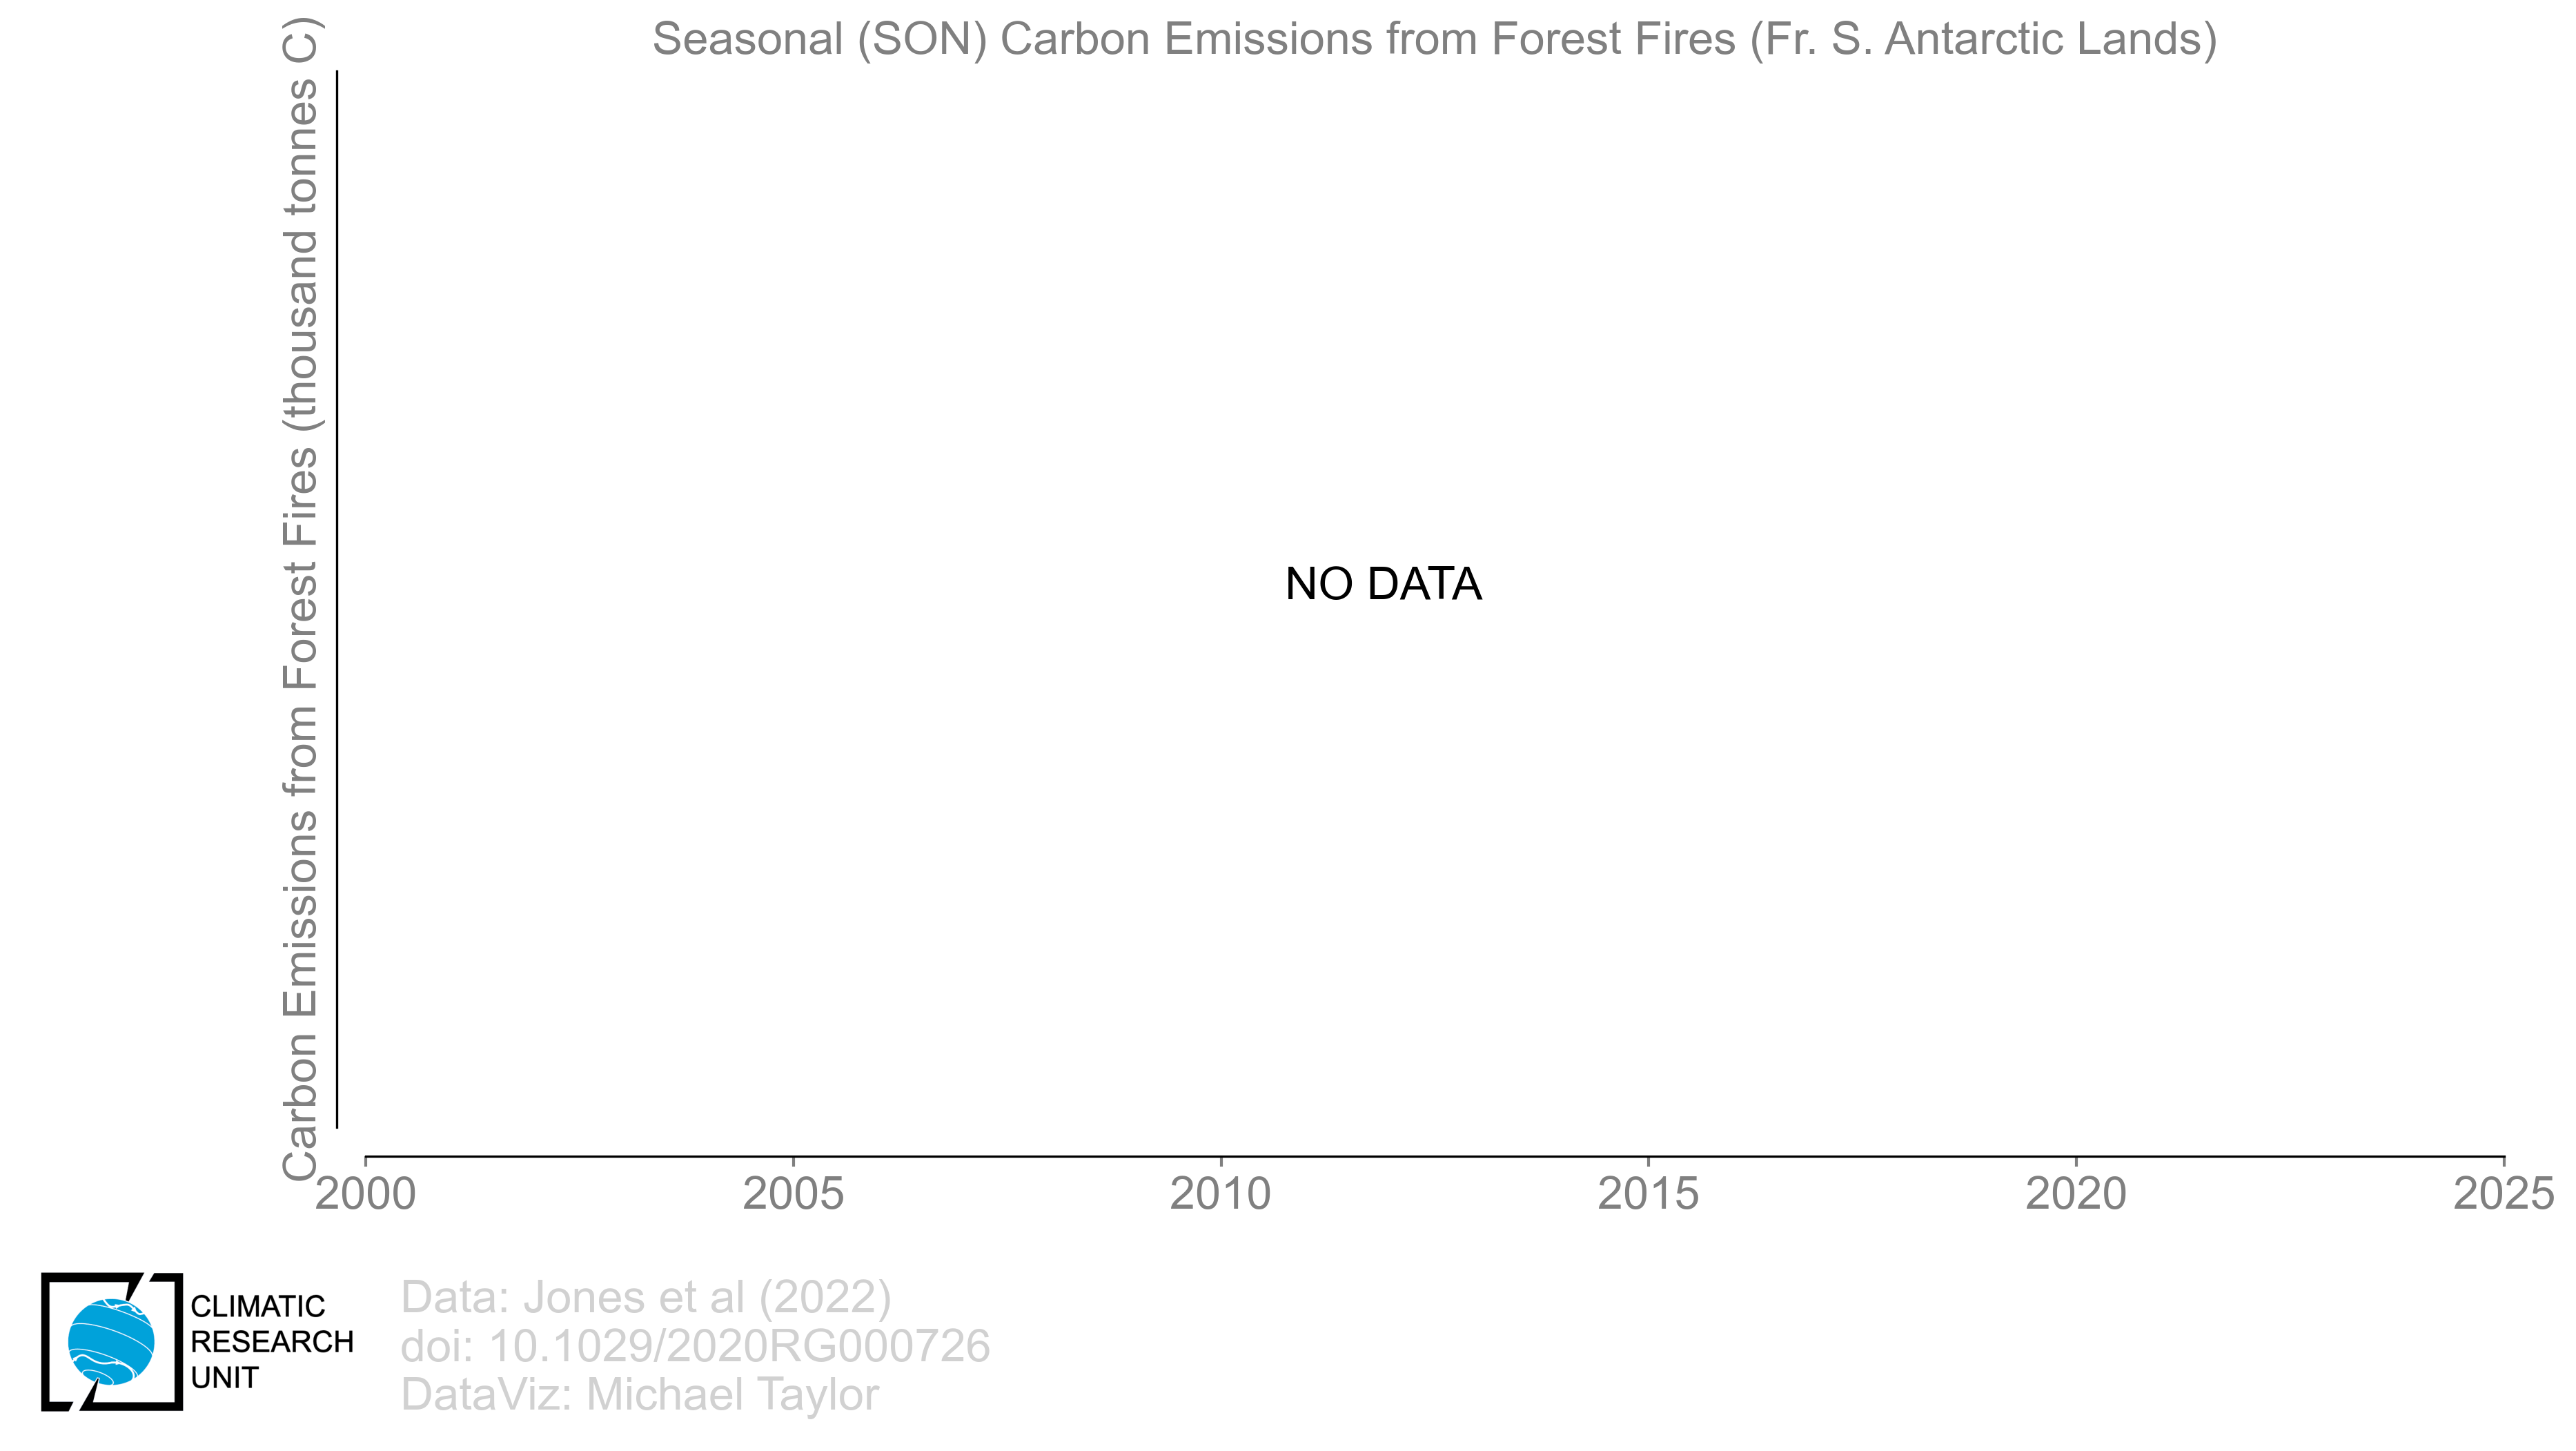 Seasonal (SON) Carbon Emissions from Forest Fires (Fr. S. Antarctic Lands)
Carbon Emissions from Forest Fires (thousand tonnes C)
NO DATA
2000 2005 2010 2015 2020 2025
CLIMATIC
RESEARCH
UNIT
Data: Jones et al (2022)
doi: 10.1029/2020RG000726
DataViz: Michael Taylor